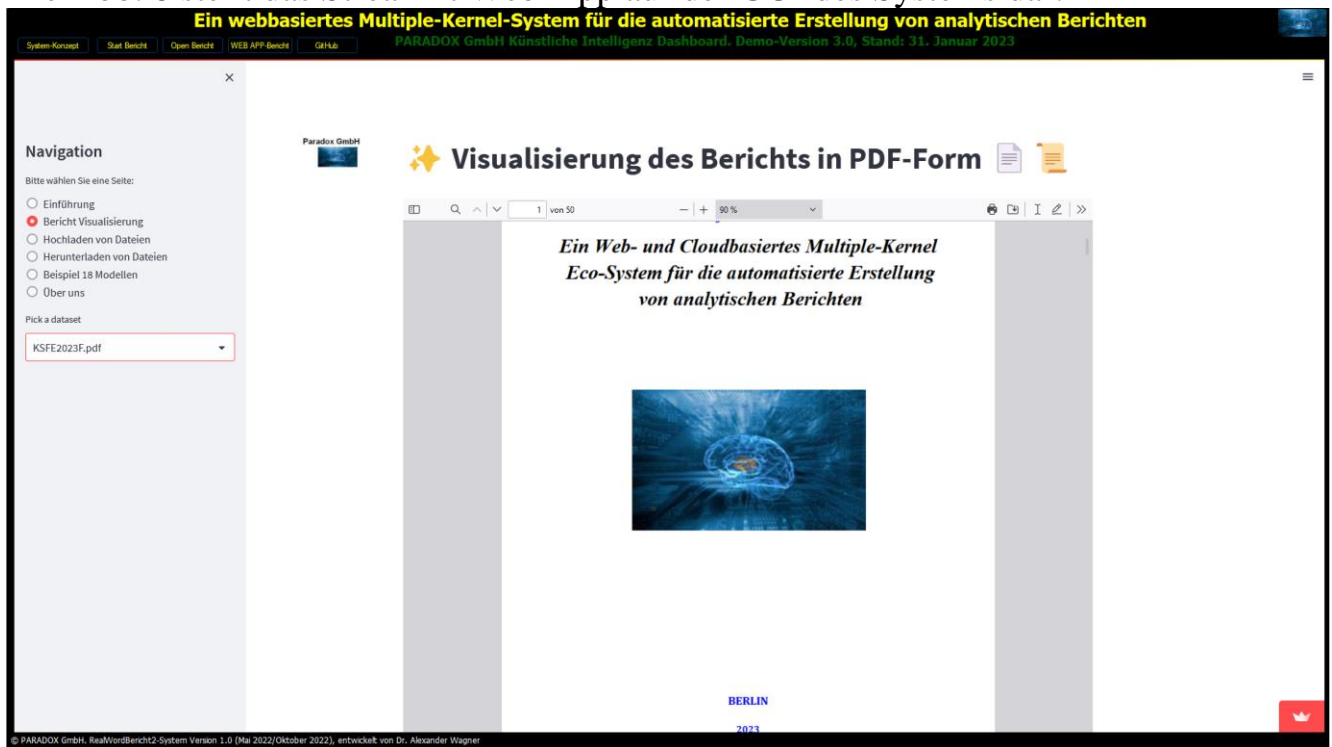 das Streamlit
Ein webbasiertes Multiple-Kernel-System für die automatisierte Erstellung von analytischen Berichten
System-Konzept Start Bericht Open Bericht WEB APP-Bericht GitHub
PARADOX GmbH Künstliche Intelligenz Dashboard. Demo-Version 3.0, Stand: 31. Januar 2023
Navigation
Bitte wählen Sie eine Seite:
Einführung
Bericht Visualisierung
Hochladen von Dateien
Herunterladen von Dateien
Beispiel 18 Modellen
Über uns
Pick a dataset
KSFE2023F.pdf
Paradox GmbH
Visualisierung des Berichts in PDF-Form
1 von 50
90 %
Ein Web- und Cloudbasiertes Multiple-Kernel
Eco-System für die automatisierte Erstellung
von analytischen Berichten
BERLIN
2023
© PARADOX GmbH. RealWordBericht2-System Version 1.0 (Mai 2022/Oktober 2022), entwickelt von Dr. Alexander Wagner